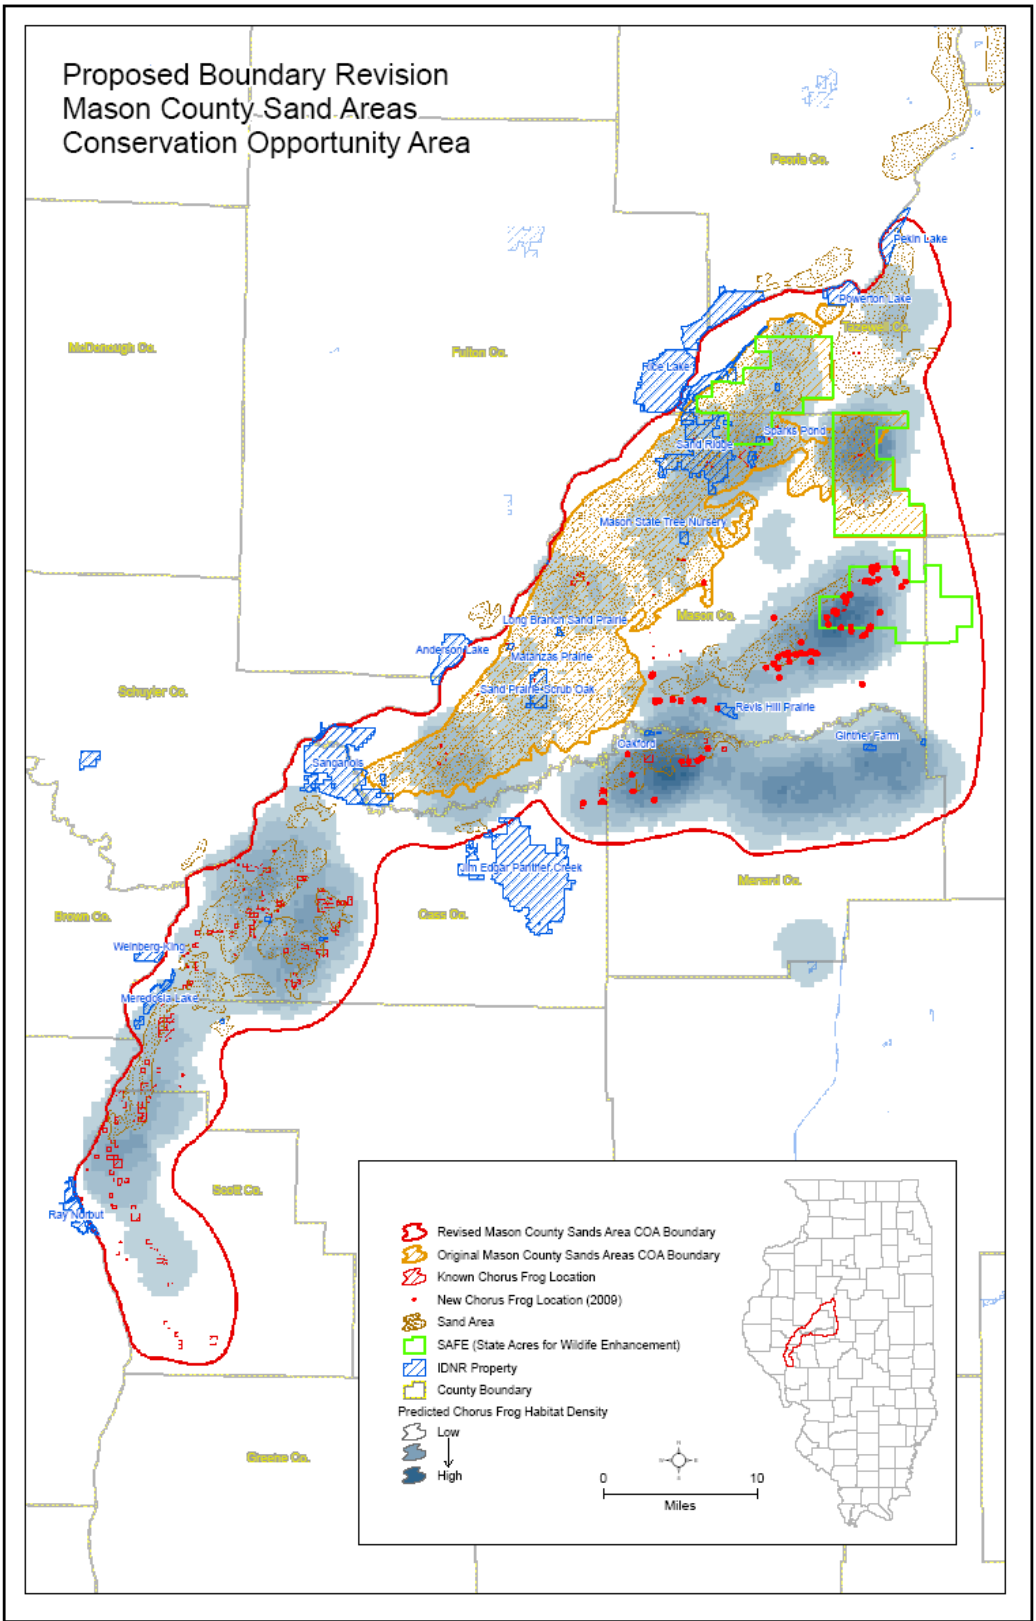 Proposed Boundary Revision
Mason County Sand Areas
Conservation Opportunity Area
Peoria Co.
Pekin Lake
Powerton Lake
Tazewell Co.
McDonough Co.
Fulton Co.
Rice Lake
Sparks Pond
Sand Ridge
Mason State Tree Nursery
Mason Co.
Long Branch Sand Prairie
Anderson Lake
Matanzas Prairie
Schuyler Co.
Sand Prairie Scrub Oak
Revis Hill Prairie
Ginther Farm
Oakford
Sanganois
Jim Edgar Panther Creek
Menard Co.
Brown Co.
Cass Co.
Weinberg-King
Meredosia Lake
Scott Co.
Ray Norbut
Greene Co.
Revised Mason County Sands Area COA Boundary
Original Mason County Sands Areas COA Boundary
Known Chorus Frog Location
New Chorus Frog Location (2009)
Sand Area
SAFE (State Acres for Wildlife Enhancement)
IDNR Property
County Boundary
Predicted Chorus Frog Habitat Density
Low
High
N
W E
S
0 10
Miles